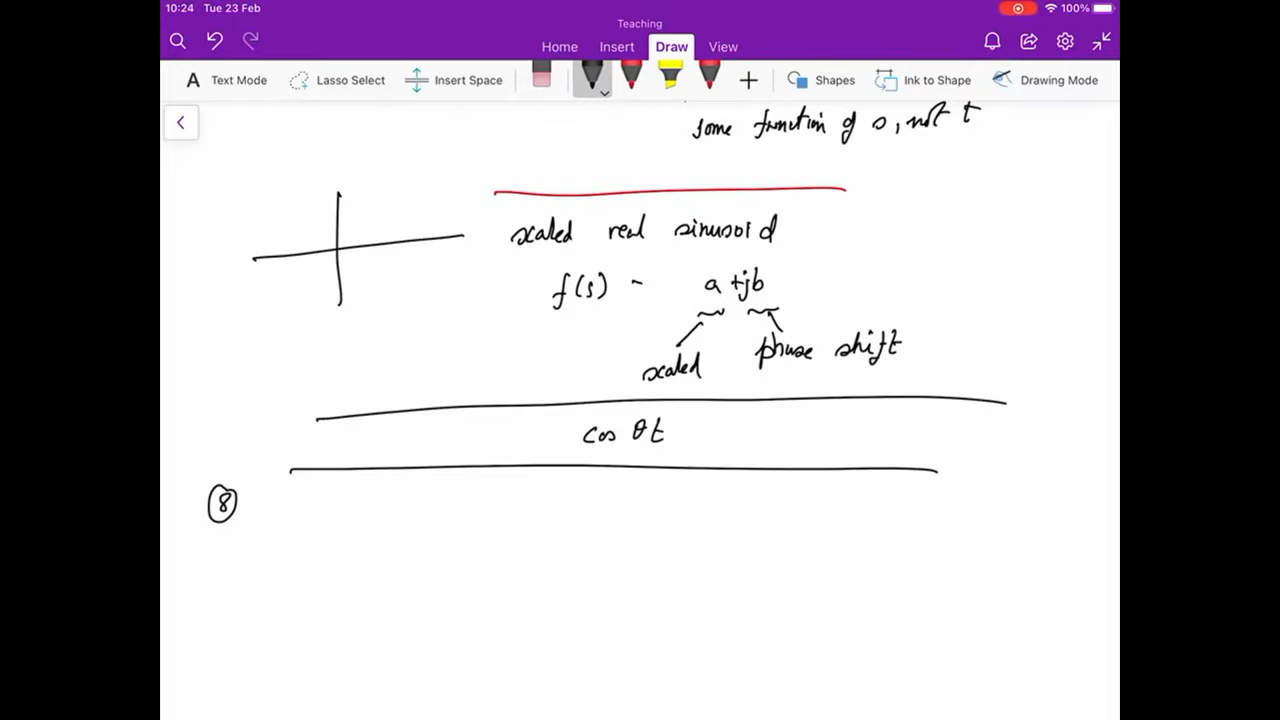 10:24 Tue 23 Feb 100%
Teaching
Home Insert Draw View
A Text Mode Lasso Select Insert Space Shapes Ink to Shape Drawing Mode
some function of s, not t
scaled real sinusoid
f(s) - a + jb
scaled phase shift
cos θt
8